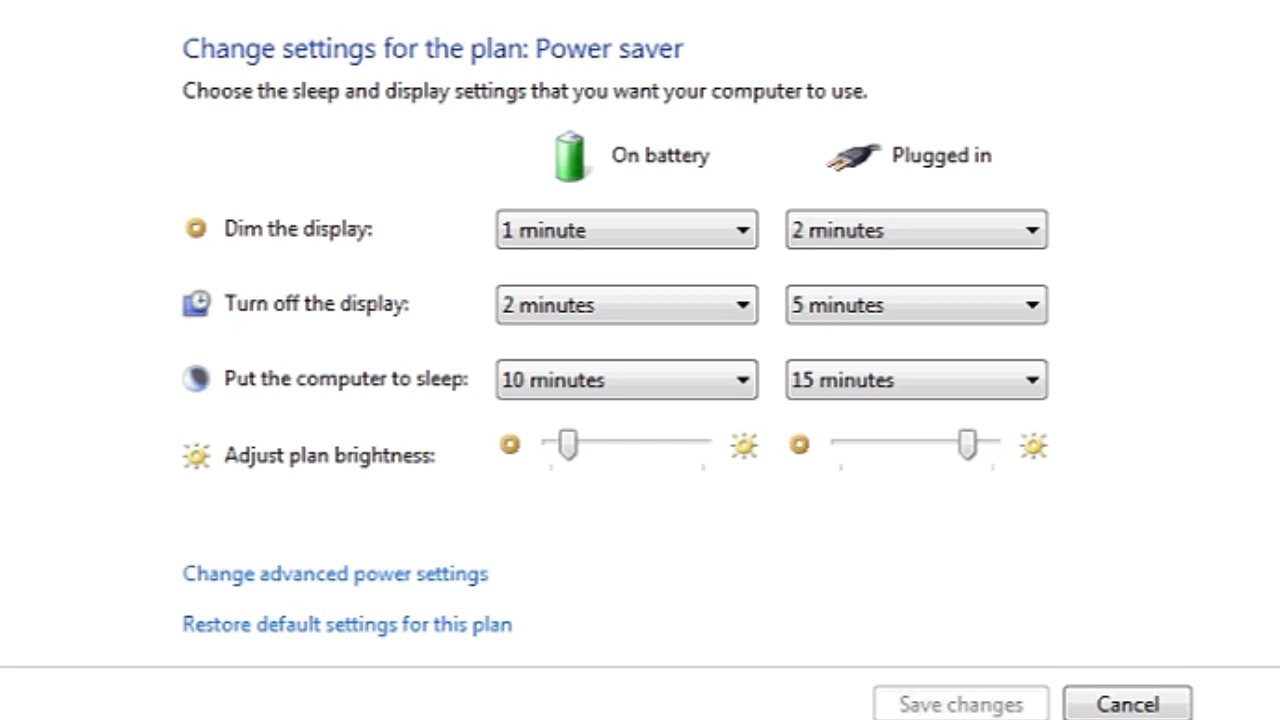 Change settings for the plan: Power saver
Choose the sleep and display settings that you want your computer to use.
On battery Plugged in
Dim the display: 1 minute 2 minutes
Turn off the display: 2 minutes 5 minutes
Put the computer to sleep: 10 minutes 15 minutes
Adjust plan brightness:
Change advanced power settings
Restore default settings for this plan
Save changes Cancel